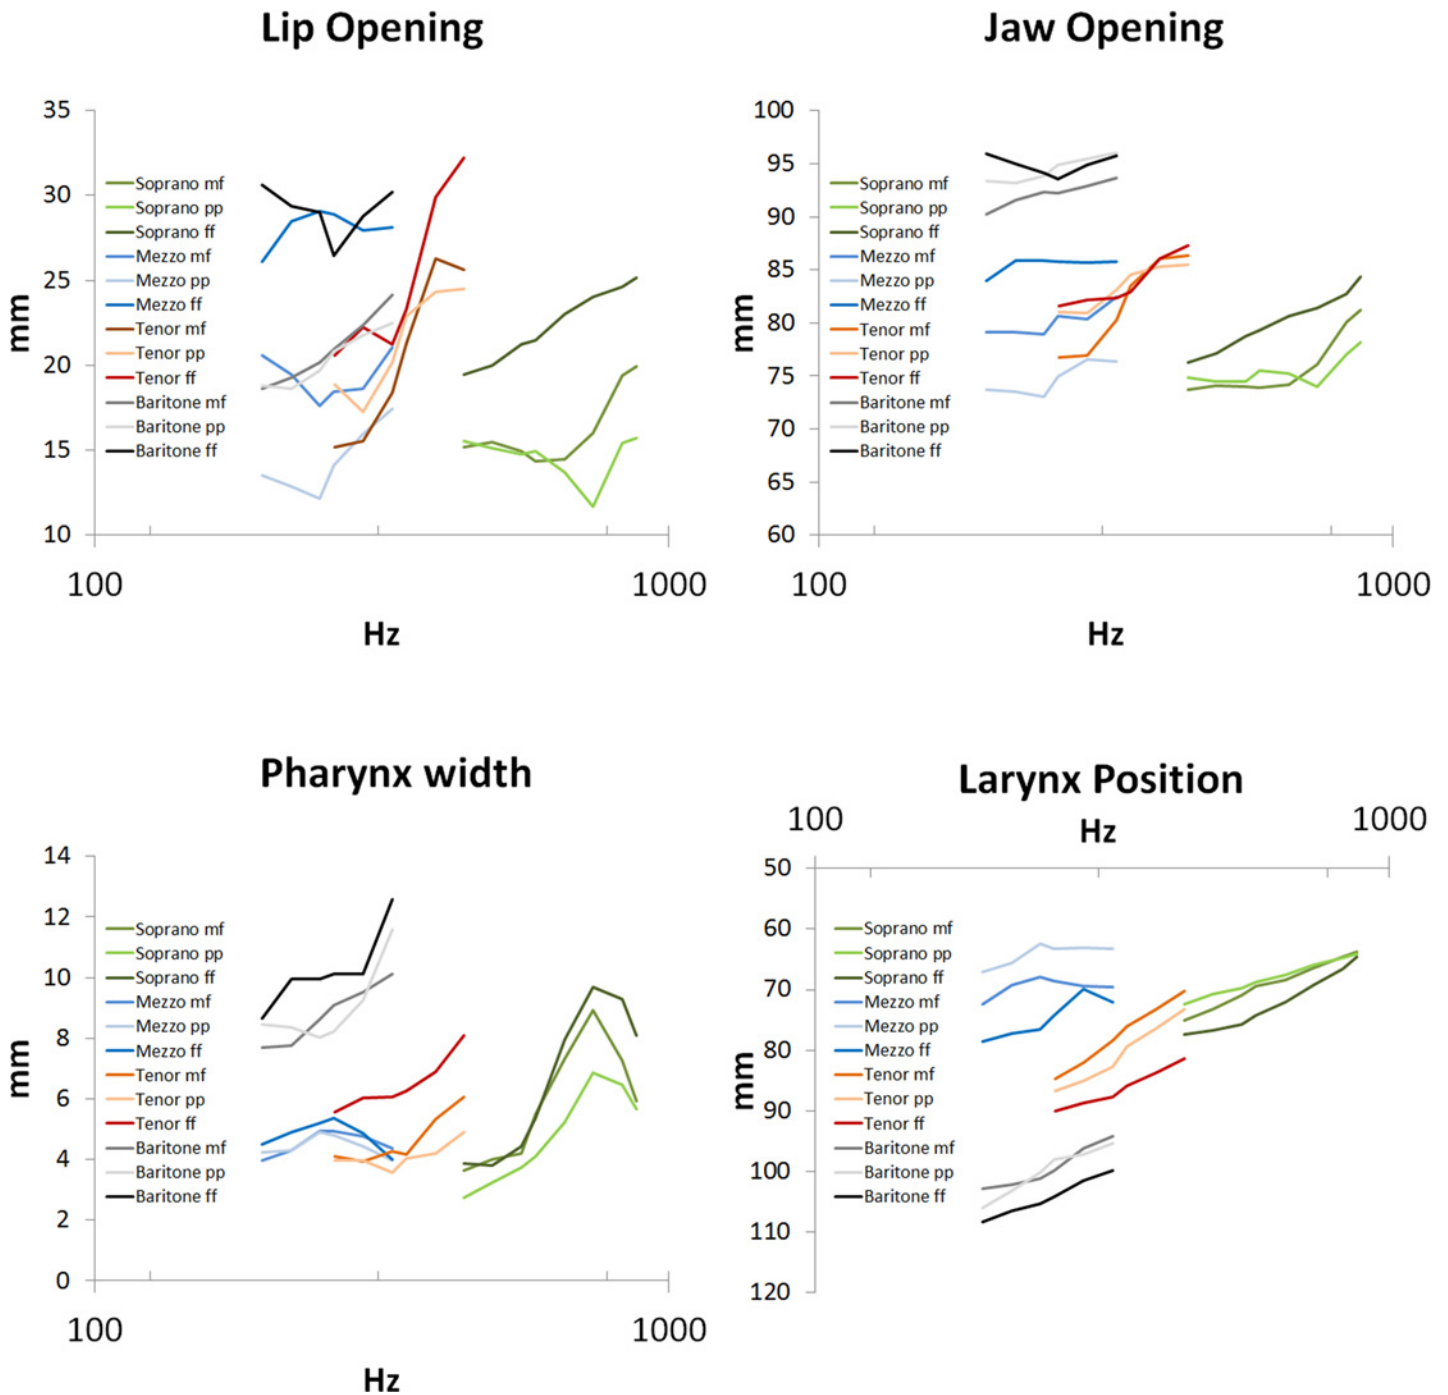 Lip Opening
35
30
25
20
15
10
mm
Soprano mf
Soprano pp
Soprano ff
Mezzo mf
Mezzo pp
Mezzo ff
Tenor mf
Tenor pp
Tenor ff
Baritone mf
Baritone pp
Baritone ff
100
1000
Hz
Jaw Opening
100
95
90
85
80
75
70
65
60
mm
Soprano mf
Soprano pp
Soprano ff
Mezzo mf
Mezzo pp
Mezzo ff
Tenor mf
Tenor pp
Tenor ff
Baritone mf
Baritone pp
Baritone ff
100
1000
Hz
Pharynx width
14
12
10
8
6
4
2
0
mm
Soprano mf
Soprano pp
Soprano ff
Mezzo mf
Mezzo pp
Mezzo ff
Tenor mf
Tenor pp
Tenor ff
Baritone mf
Baritone pp
Baritone ff
100
1000
Hz
Larynx Position
100
Hz
1000
50
60
70
80
90
100
110
120
mm
Soprano mf
Soprano pp
Soprano ff
Mezzo mf
Mezzo pp
Mezzo ff
Tenor mf
Tenor pp
Tenor ff
Baritone mf
Baritone pp
Baritone ff